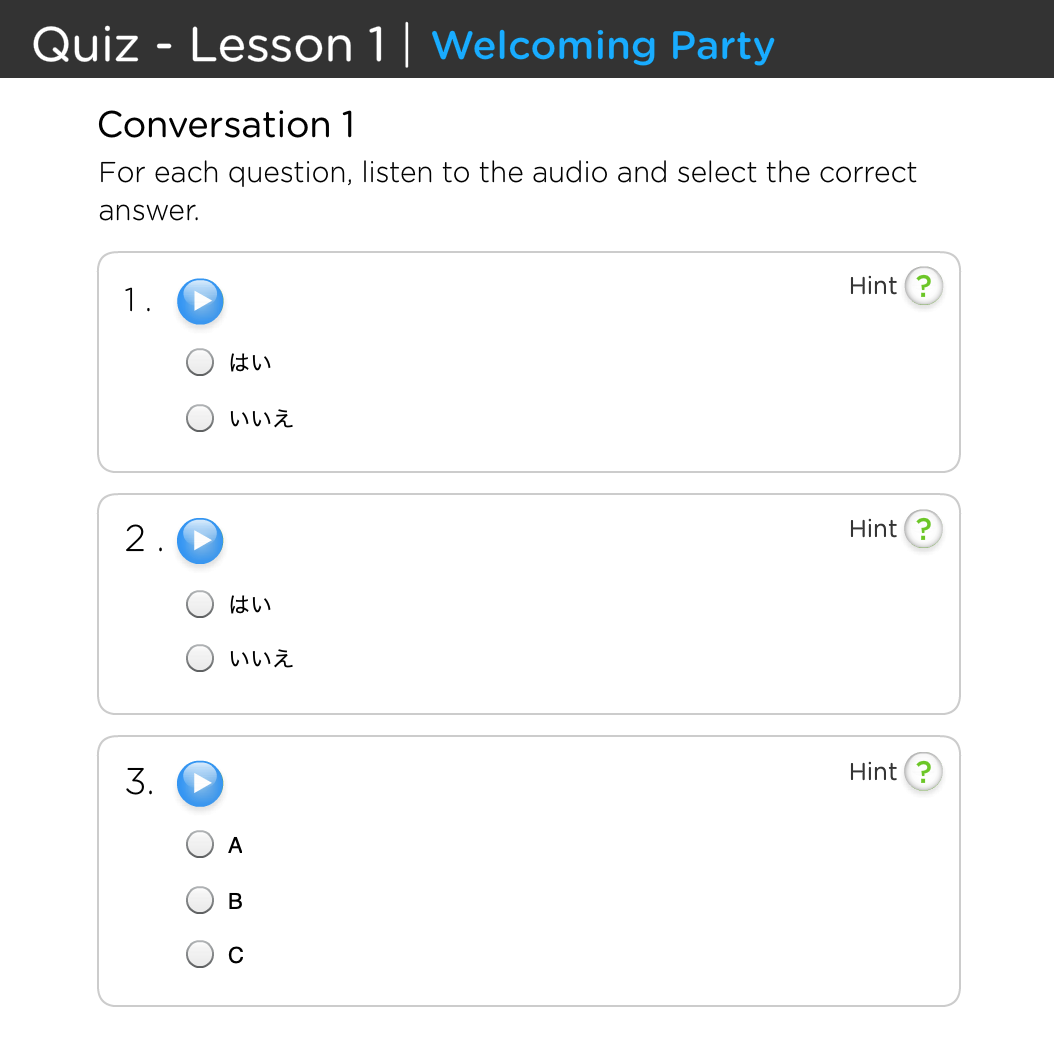 Quiz - Lesson 1 | Welcoming Party
Conversation 1
For each question, listen to the audio and select the correct
answer.
1.
Hint ?
はい
いいえ
2.
Hint ?
はい
いいえ
3.
Hint ?
A
B
C